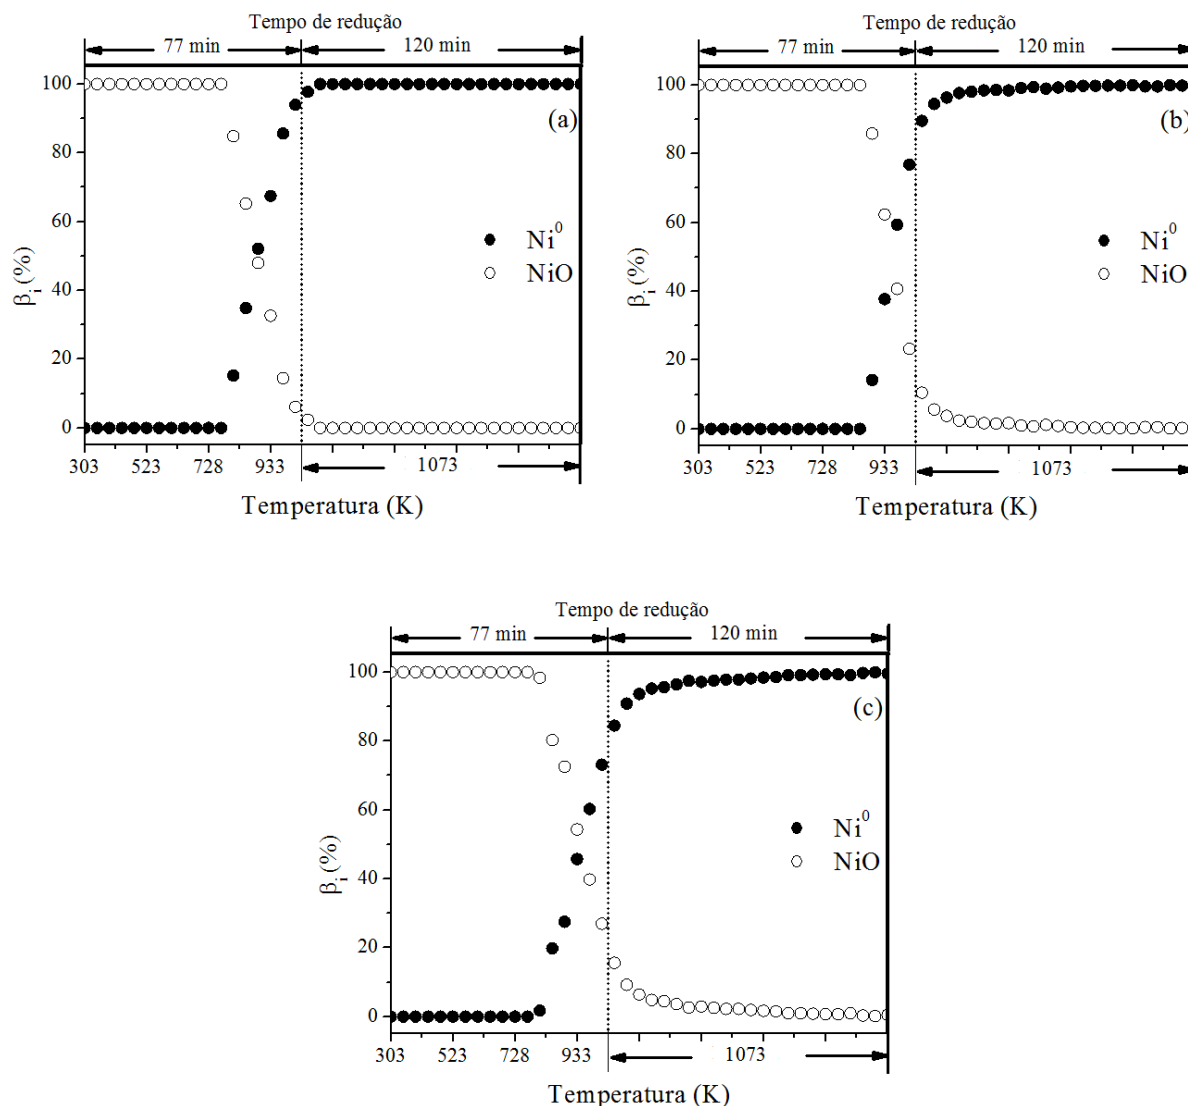 Tempo de redução
77 min 120 min
100
80
60
40
20
0
βi (%)
(a)
Ni⁰
NiO
303 523 728 933 1073
Temperatura (K)
Tempo de redução
77 min 120 min
100
80
60
40
20
0
βi (%)
(b)
Ni⁰
NiO
303 523 728 933 1073
Temperatura (K)
Tempo de redução
77 min 120 min
100
80
60
40
20
0
βi (%)
(c)
Ni⁰
NiO
303 523 728 933 1073
Temperatura (K)